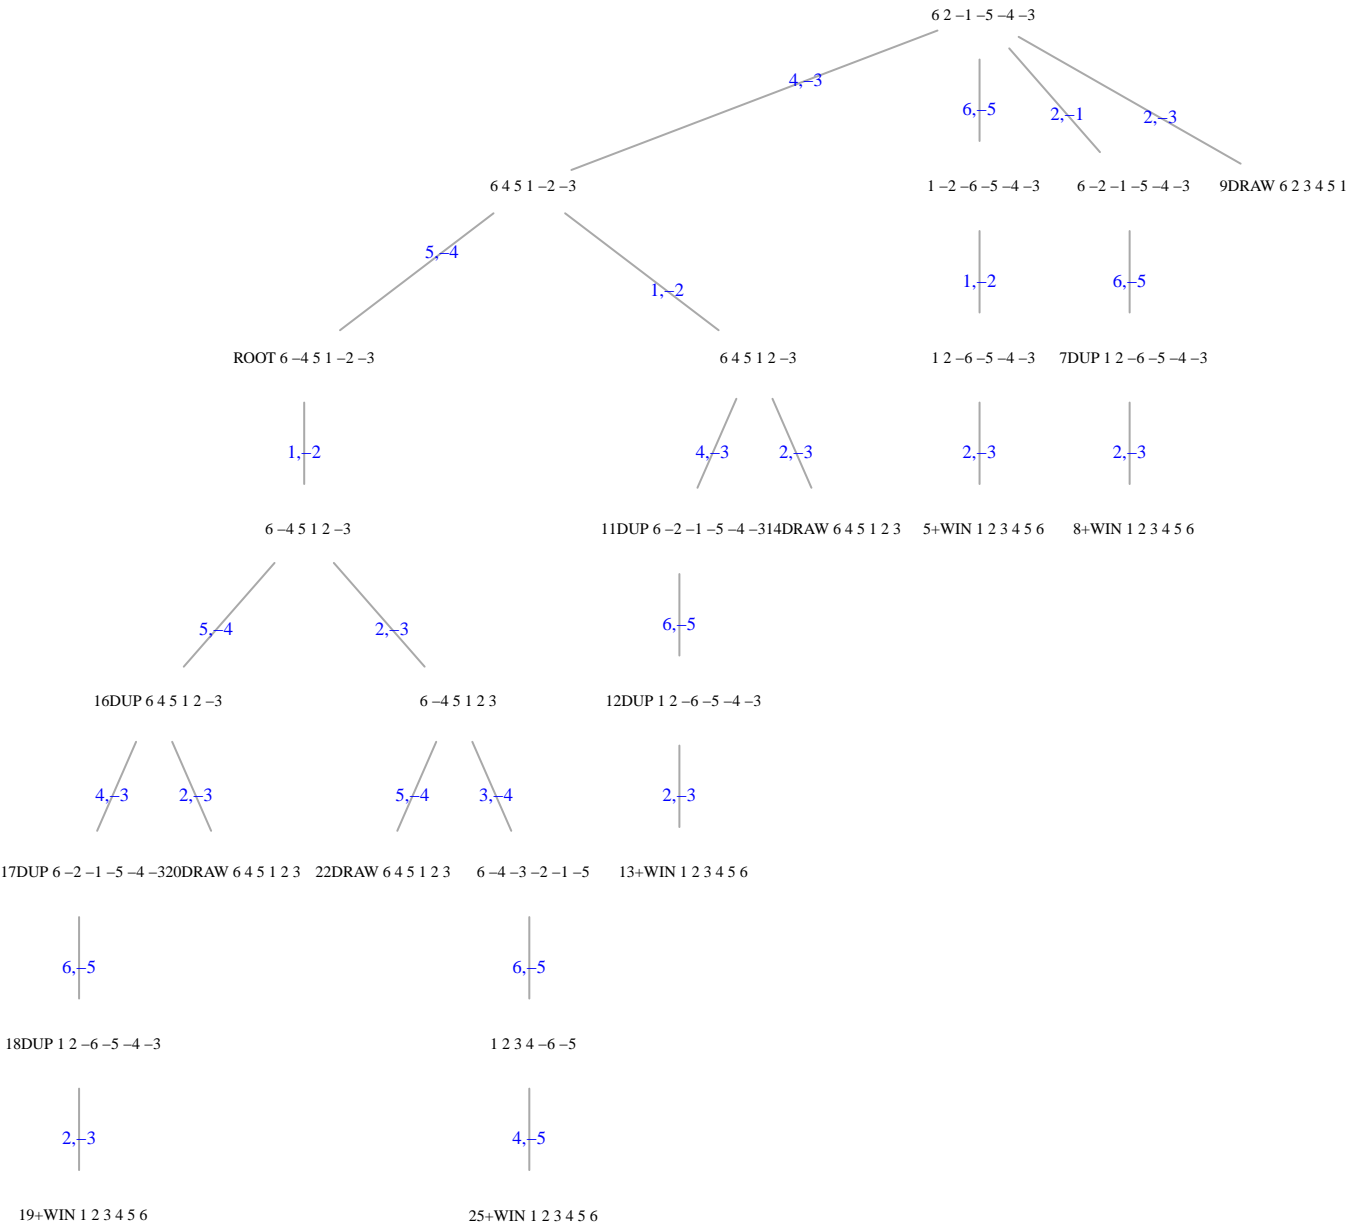 6 2 –1 –5 –4 –3
4,–3
6,–5
2,–1
2,–3
6 4 5 1 –2 –3
1 –2 –6 –5 –4 –3
6 –2 –1 –5 –4 –3
9DRAW 6 2 3 4 5 1
5,–4
1,–2
1,–2
6,–5
ROOT 6 –4 5 1 –2 –3
6 4 5 1 2 –3
1 2 –6 –5 –4 –3
7DUP 1 2 –6 –5 –4 –3
1,–2
4,–3
2,–3
2,–3
2,–3
6 –4 5 1 2 –3
11DUP 6 –2 –1 –5 –4 –3
14DRAW 6 4 5 1 2 3
5+WIN 1 2 3 4 5 6
8+WIN 1 2 3 4 5 6
5,–4
2,–3
6,–5
16DUP 6 4 5 1 2 –3
6 –4 5 1 2 3
12DUP 1 2 –6 –5 –4 –3
4,–3
2,–3
5,–4
3,–4
2,–3
17DUP 6 –2 –1 –5 –4 –3
20DRAW 6 4 5 1 2 3
22DRAW 6 4 5 1 2 3
6 –4 –3 –2 –1 –5
13+WIN 1 2 3 4 5 6
6,–5
6,–5
18DUP 1 2 –6 –5 –4 –3
1 2 3 4 –6 –5
2,–3
4,–5
19+WIN 1 2 3 4 5 6
25+WIN 1 2 3 4 5 6